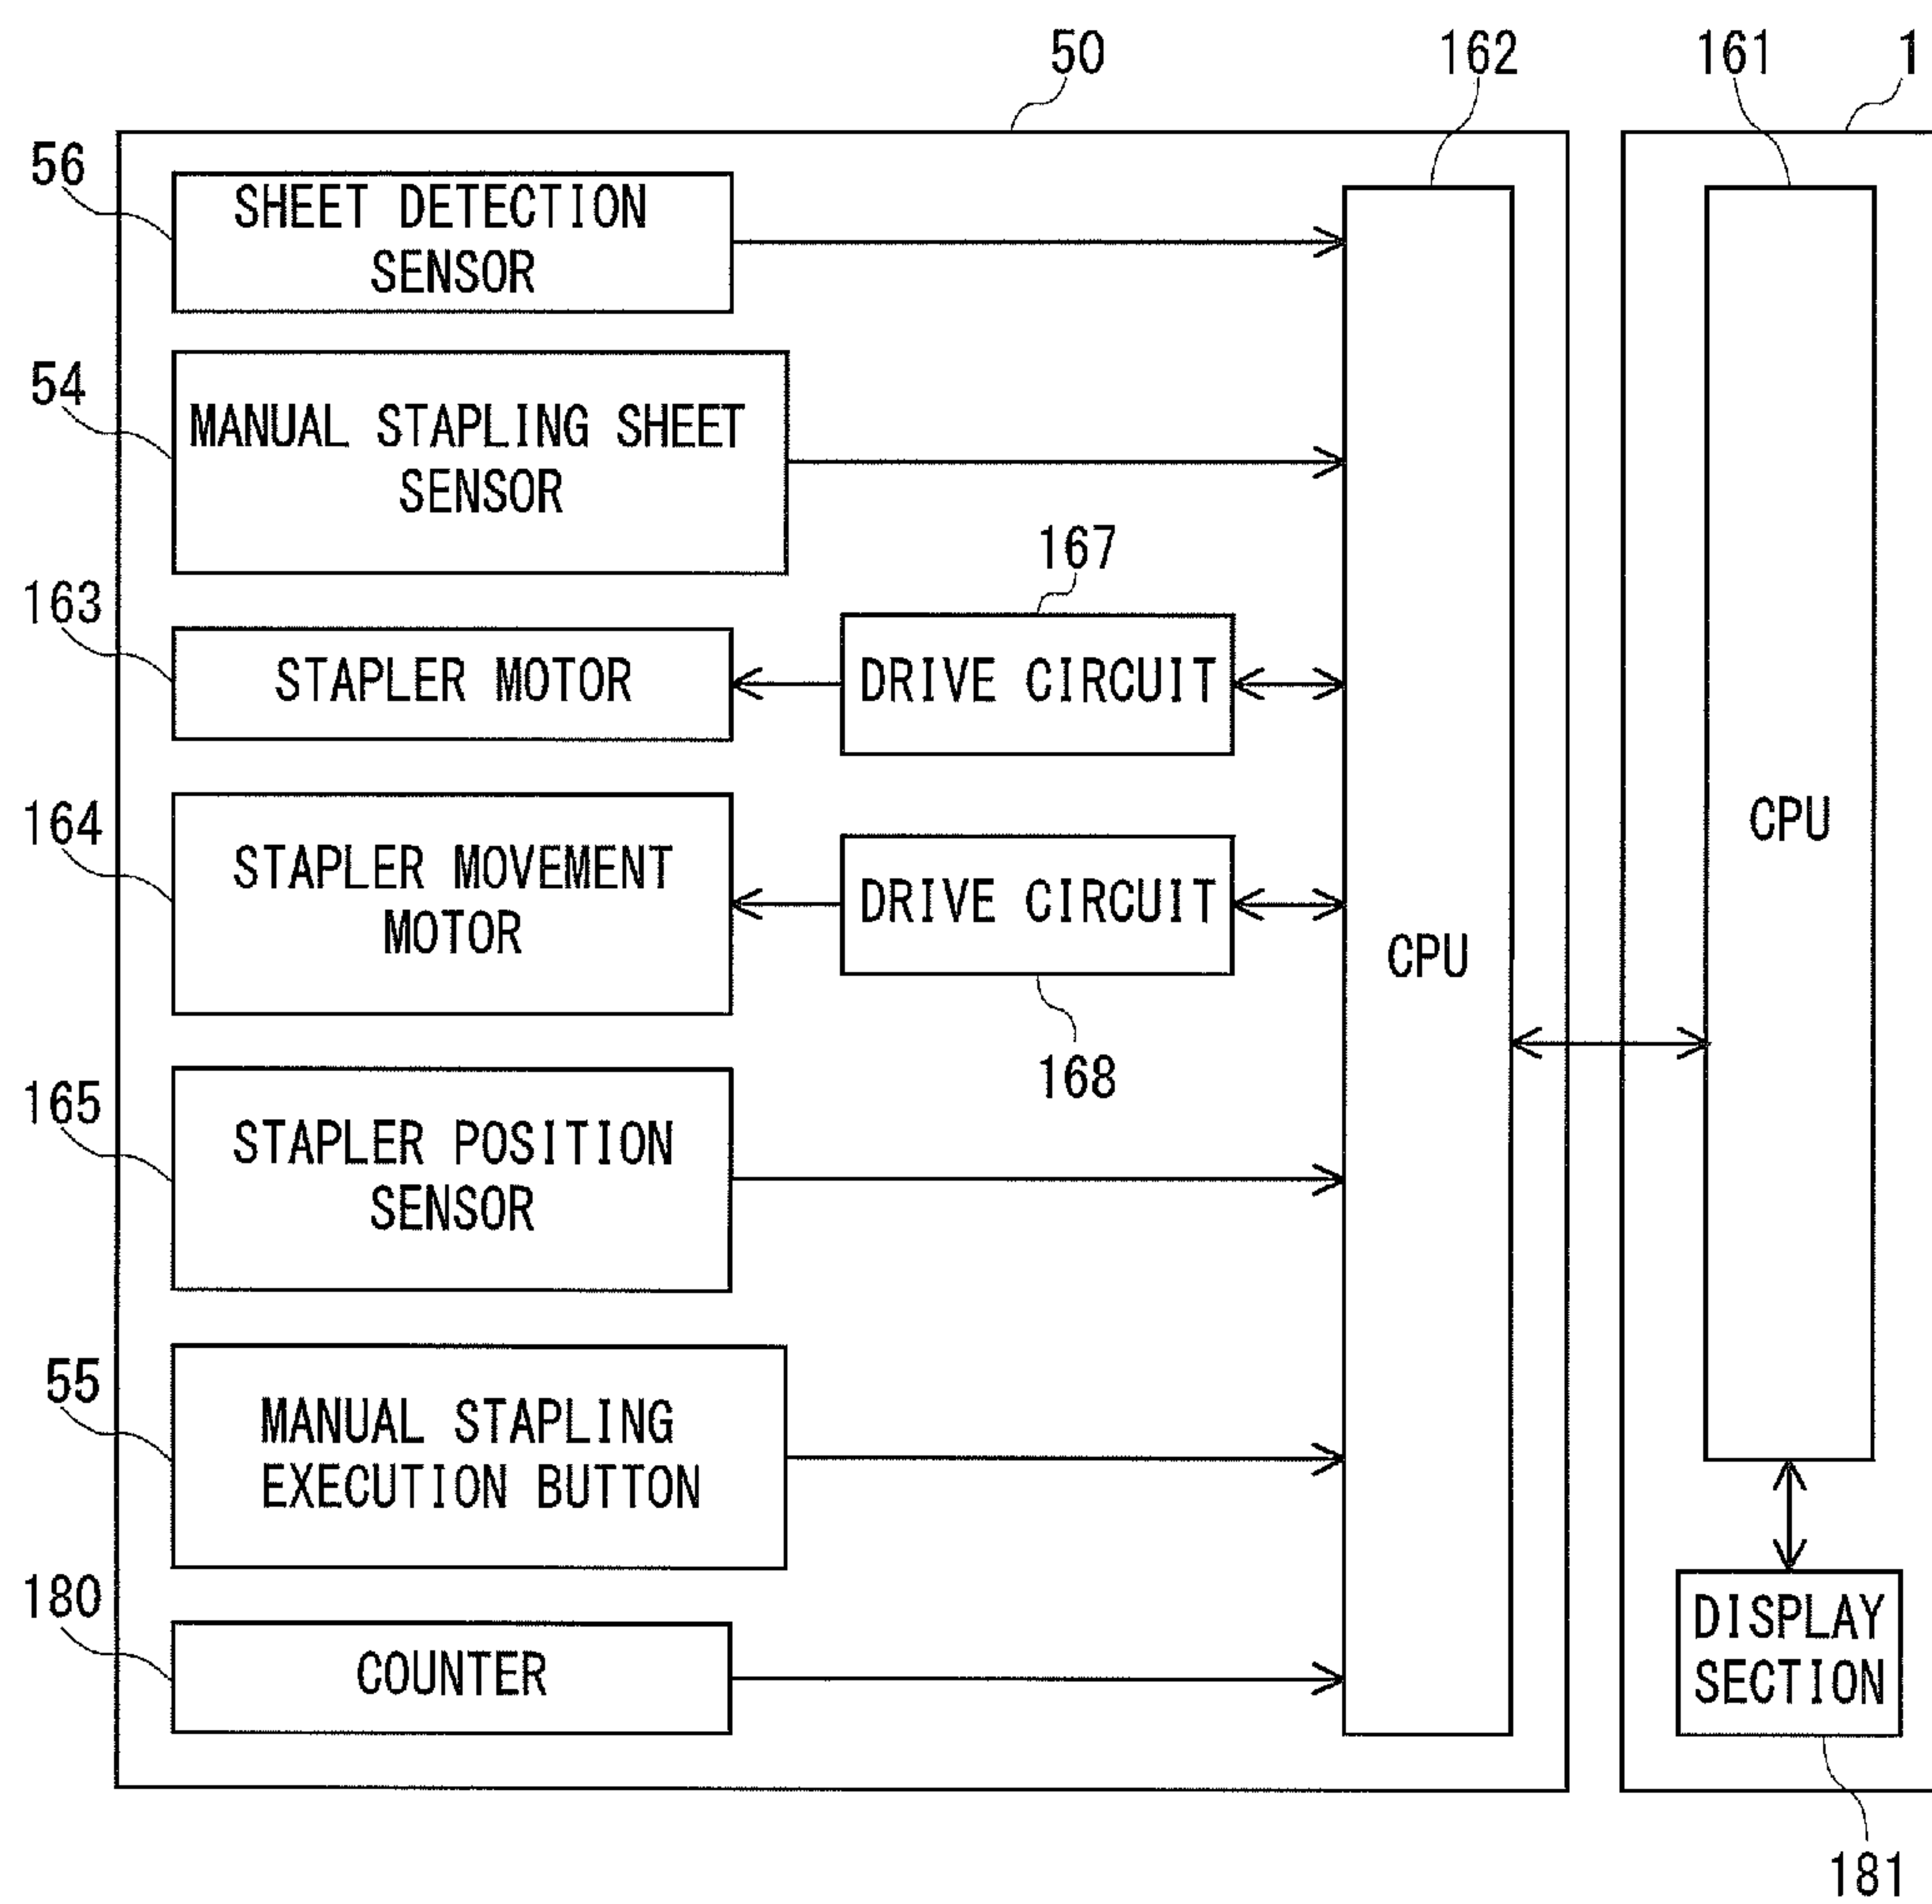 50
162
161
1
56
SHEET DETECTION
SENSOR
54
MANUAL STAPLING SHEET
SENSOR
167
163
STAPLER MOTOR
DRIVE CIRCUIT
164
STAPLER MOVEMENT
MOTOR
DRIVE CIRCUIT
168
CPU
CPU
165
STAPLER POSITION
SENSOR
55
MANUAL STAPLING
EXECUTION BUTTON
180
COUNTER
DISPLAY
SECTION
181